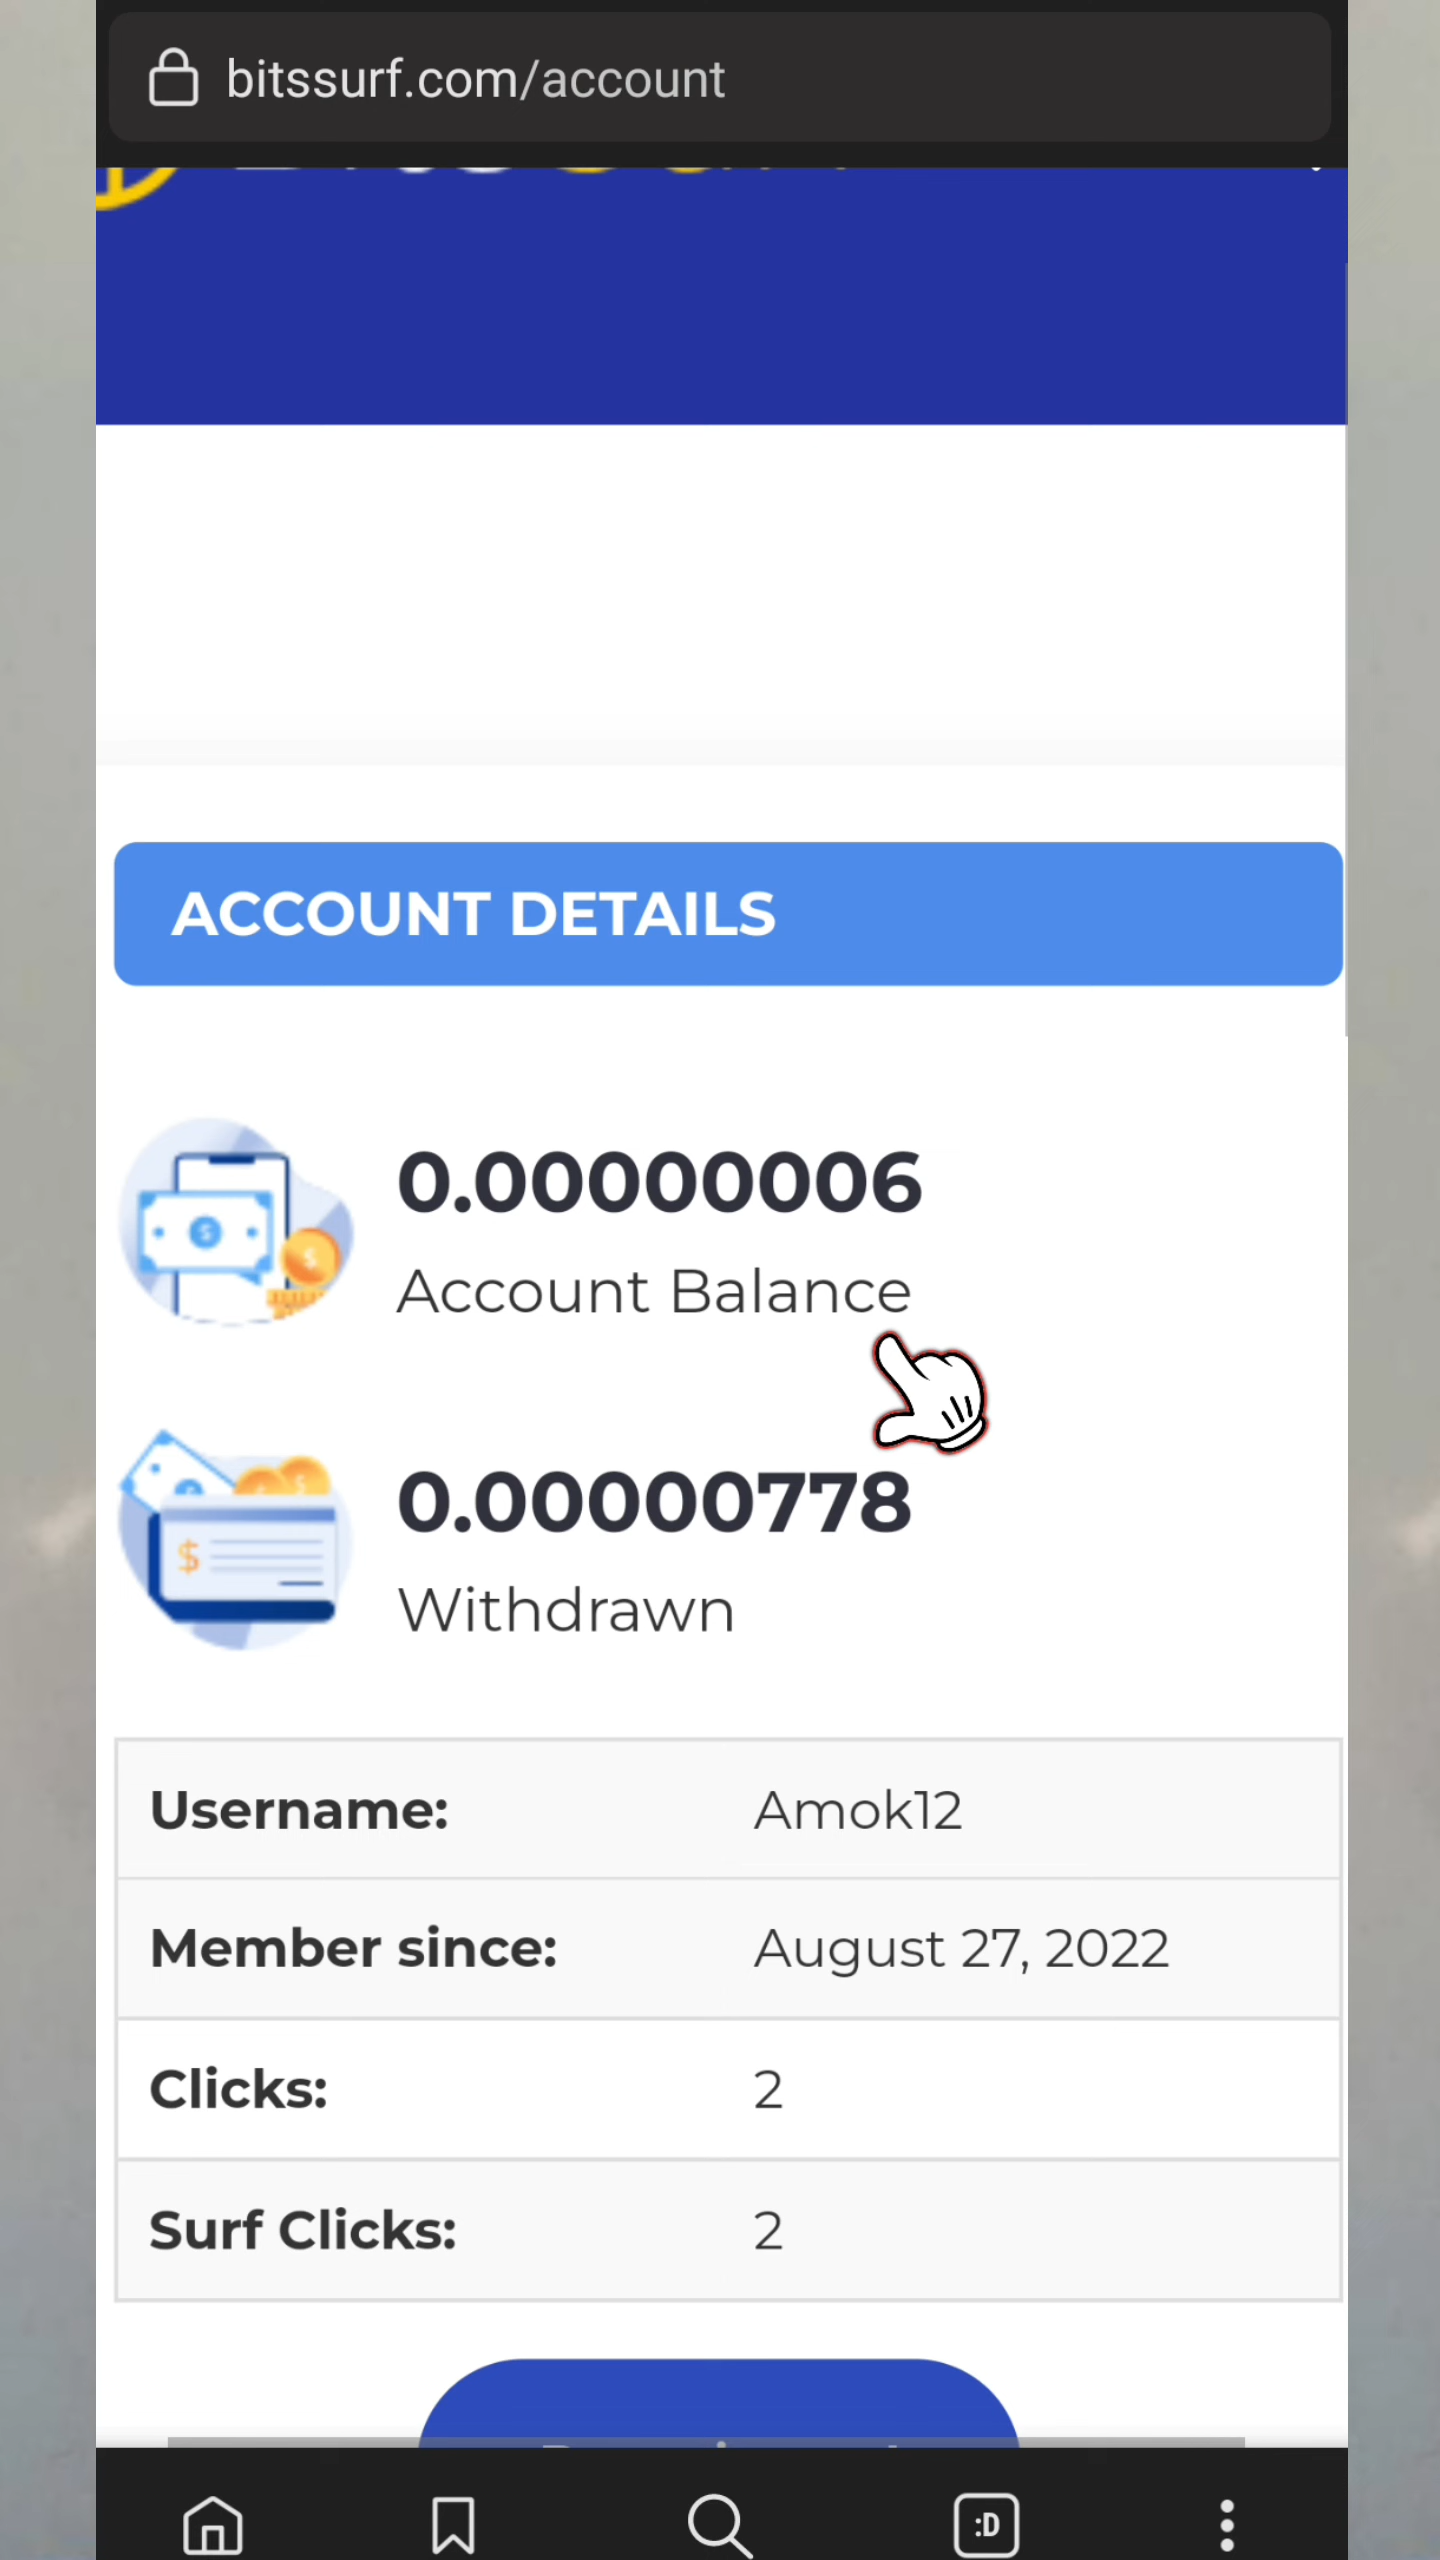 bitssurf.com/account
ACCOUNT DETAILS
0.00000006
Account Balance
0.00000778
Withdrawn
Username: Amok12
Member since: August 27, 2022
Clicks: 2
Surf Clicks: 2
:D